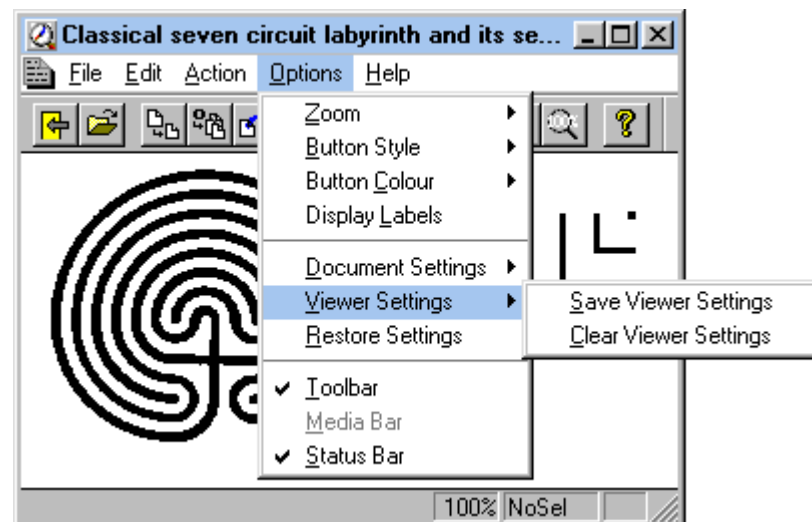 Classical seven circuit labyrinth and its se...
File Edit Action Options Help
Zoom
Button Style
Button Colour
Display Labels
Document Settings
Viewer Settings
Save Viewer Settings
Restore Settings
Clear Viewer Settings
Toolbar
Media Bar
Status Bar
100% NoSel